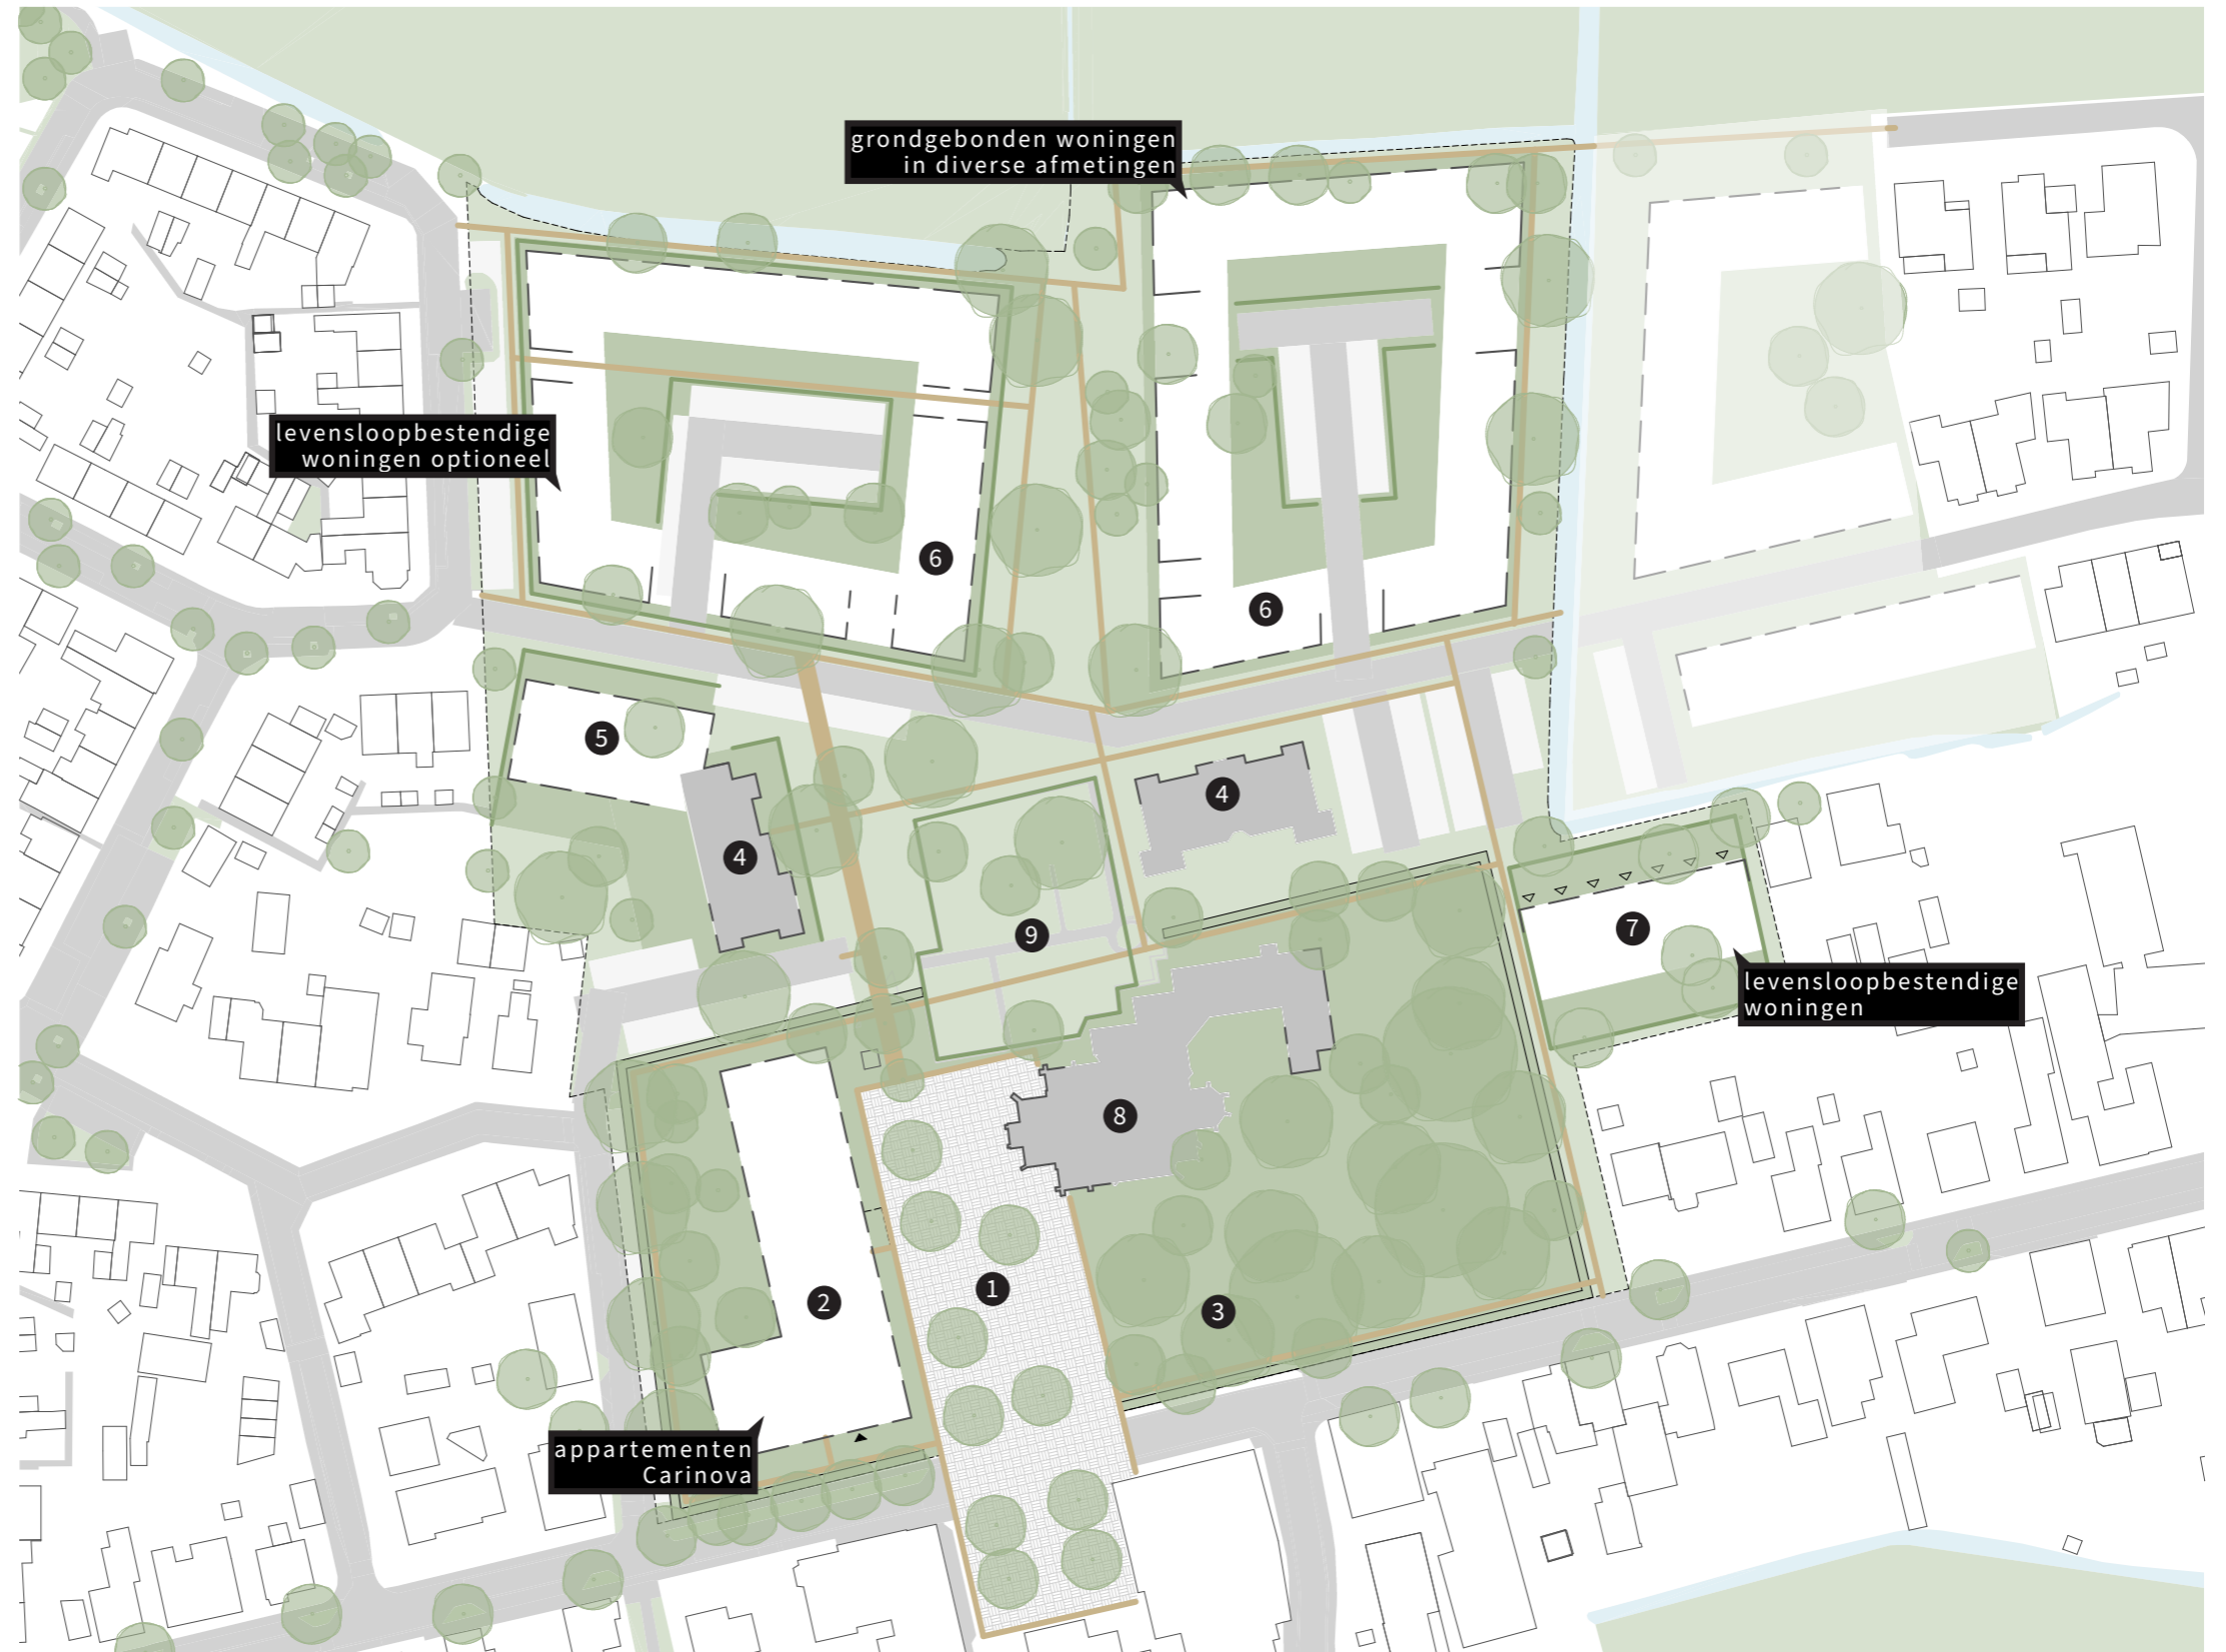 grondgebonden woningen
in diverse afmetingen
levensloopbestendige
woningen optioneel
6
6
5
4
4
9
7
levensloopbestendige
woningen
8
2
1
3
appartementen
Carinova